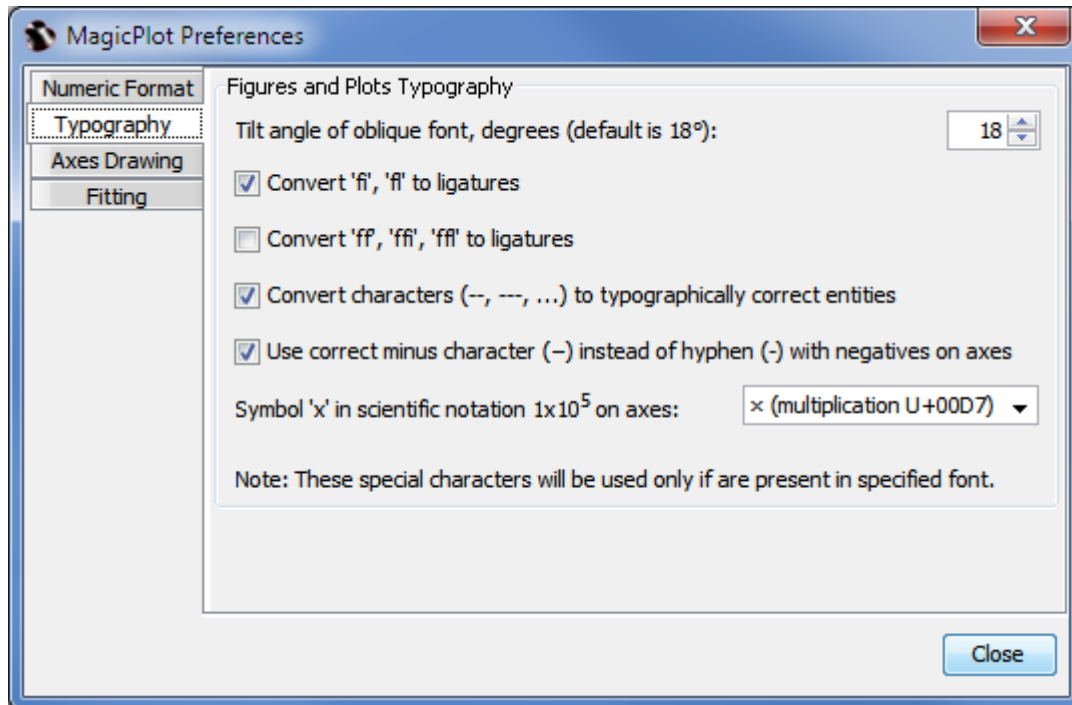 MagicPlot Preferences
Numeric Format
Typography
Axes Drawing
Fitting
Figures and Plots Typography
Tilt angle of oblique font, degrees (default is 18°):
18
Convert 'fi', 'fl' to ligatures
Convert 'ff', 'ffi', 'ffl' to ligatures
Convert characters (--, ---, ...) to typographically correct entities
Use correct minus character (−) instead of hyphen (-) with negatives on axes
Symbol 'x' in scientific notation 1x10⁵ on axes:
× (multiplication U+00D7)
Note: These special characters will be used only if are present in specified font.
Close